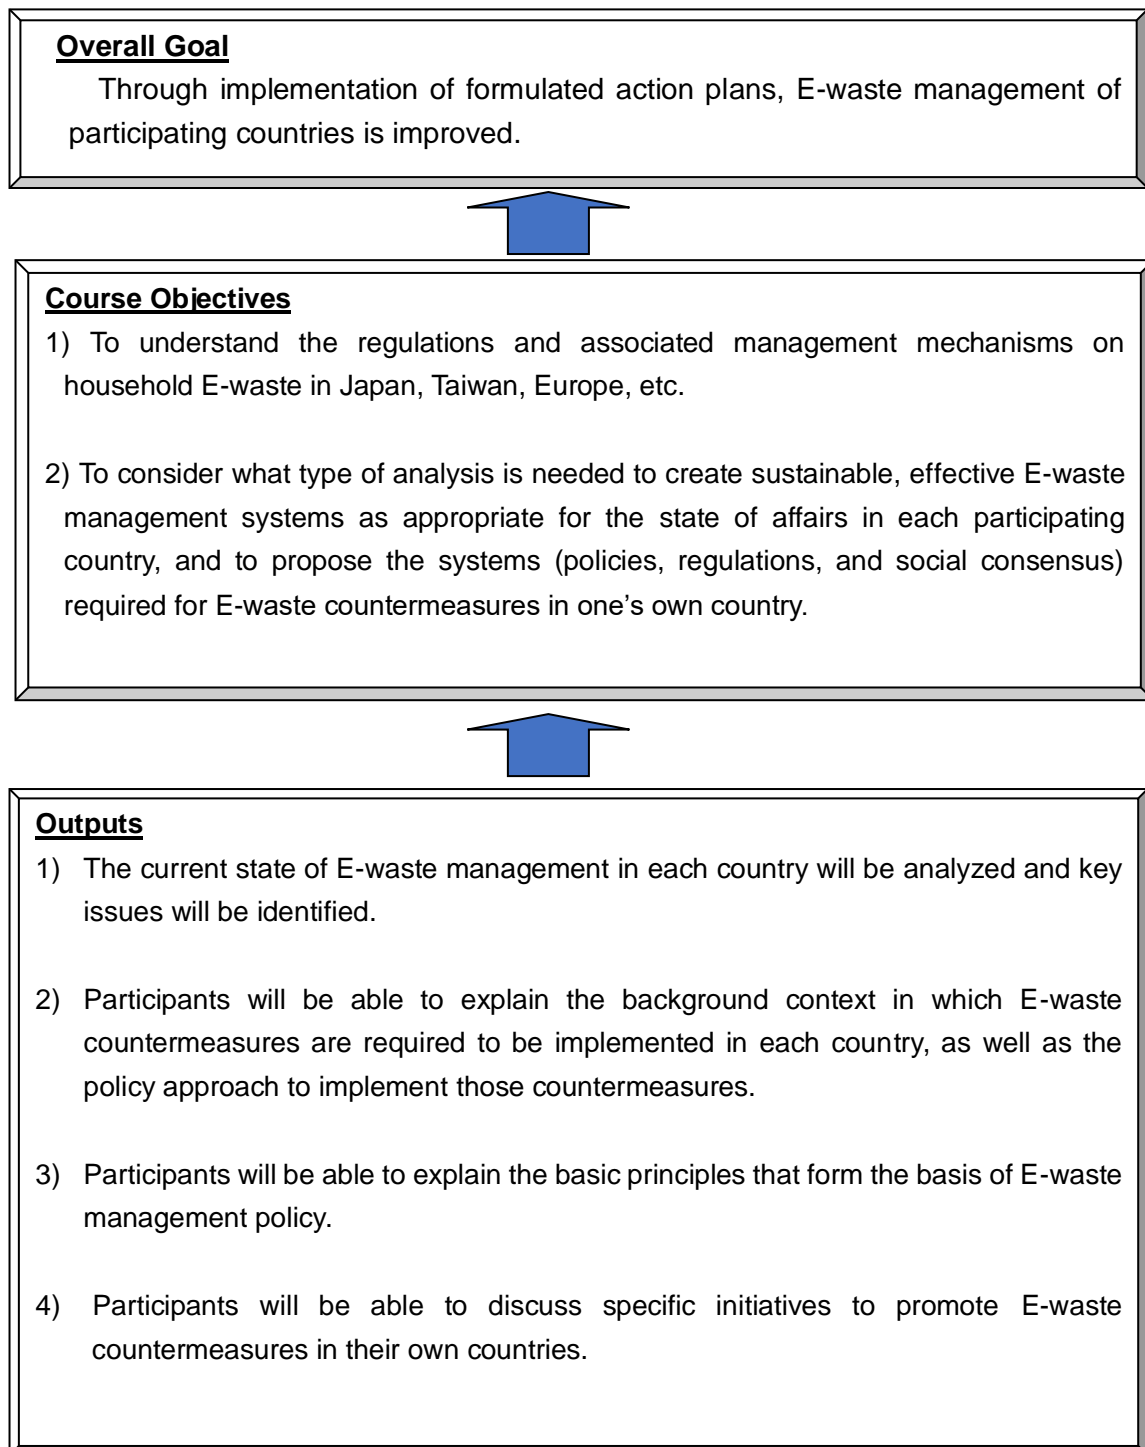 Overall Goal
Through implementation of formulated action plans, E-waste management of
participating countries is improved.
Course Objectives
1) To understand the regulations and associated management mechanisms on
household E-waste in Japan, Taiwan, Europe, etc.
2) To consider what type of analysis is needed to create sustainable, effective E-waste
management systems as appropriate for the state of affairs in each participating
country, and to propose the systems (policies, regulations, and social consensus)
required for E-waste countermeasures in one's own country.
Outputs
1) The current state of E-waste management in each country will be analyzed and key
issues will be identified.
2) Participants will be able to explain the background context in which E-waste
countermeasures are required to be implemented in each country, as well as the
policy approach to implement those countermeasures.
3) Participants will be able to explain the basic principles that form the basis of E-waste
management policy.
4) Participants will be able to discuss specific initiatives to promote E-waste
countermeasures in their own countries.